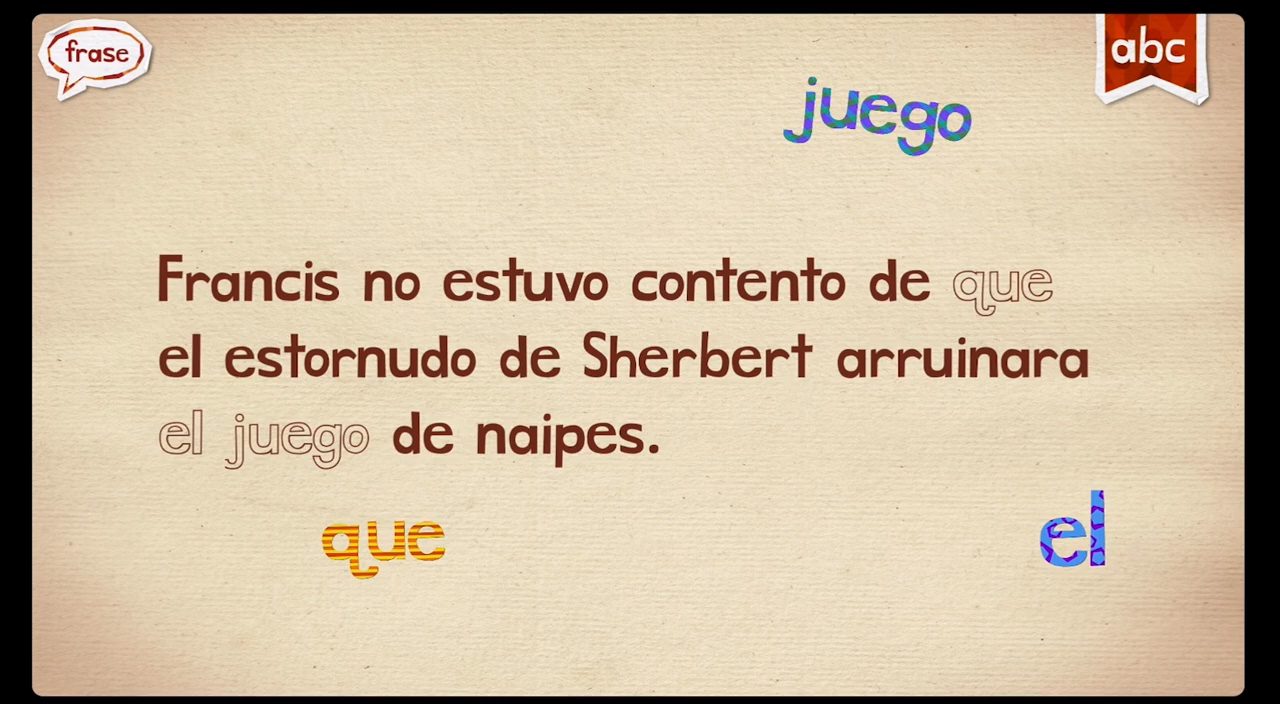 frase
abc
juego
Francis no estuvo contento de que
el estornudo de Sherbert arruinara
el juego de naipes.
que
el